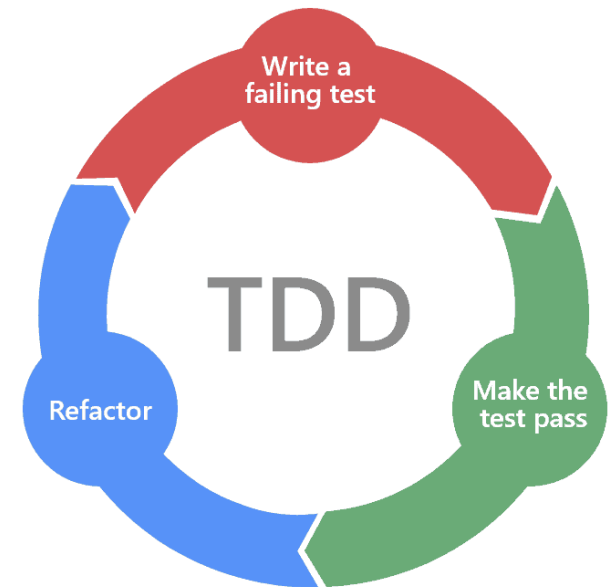 Write a
failing test
TDD
Make the
test pass
Refactor